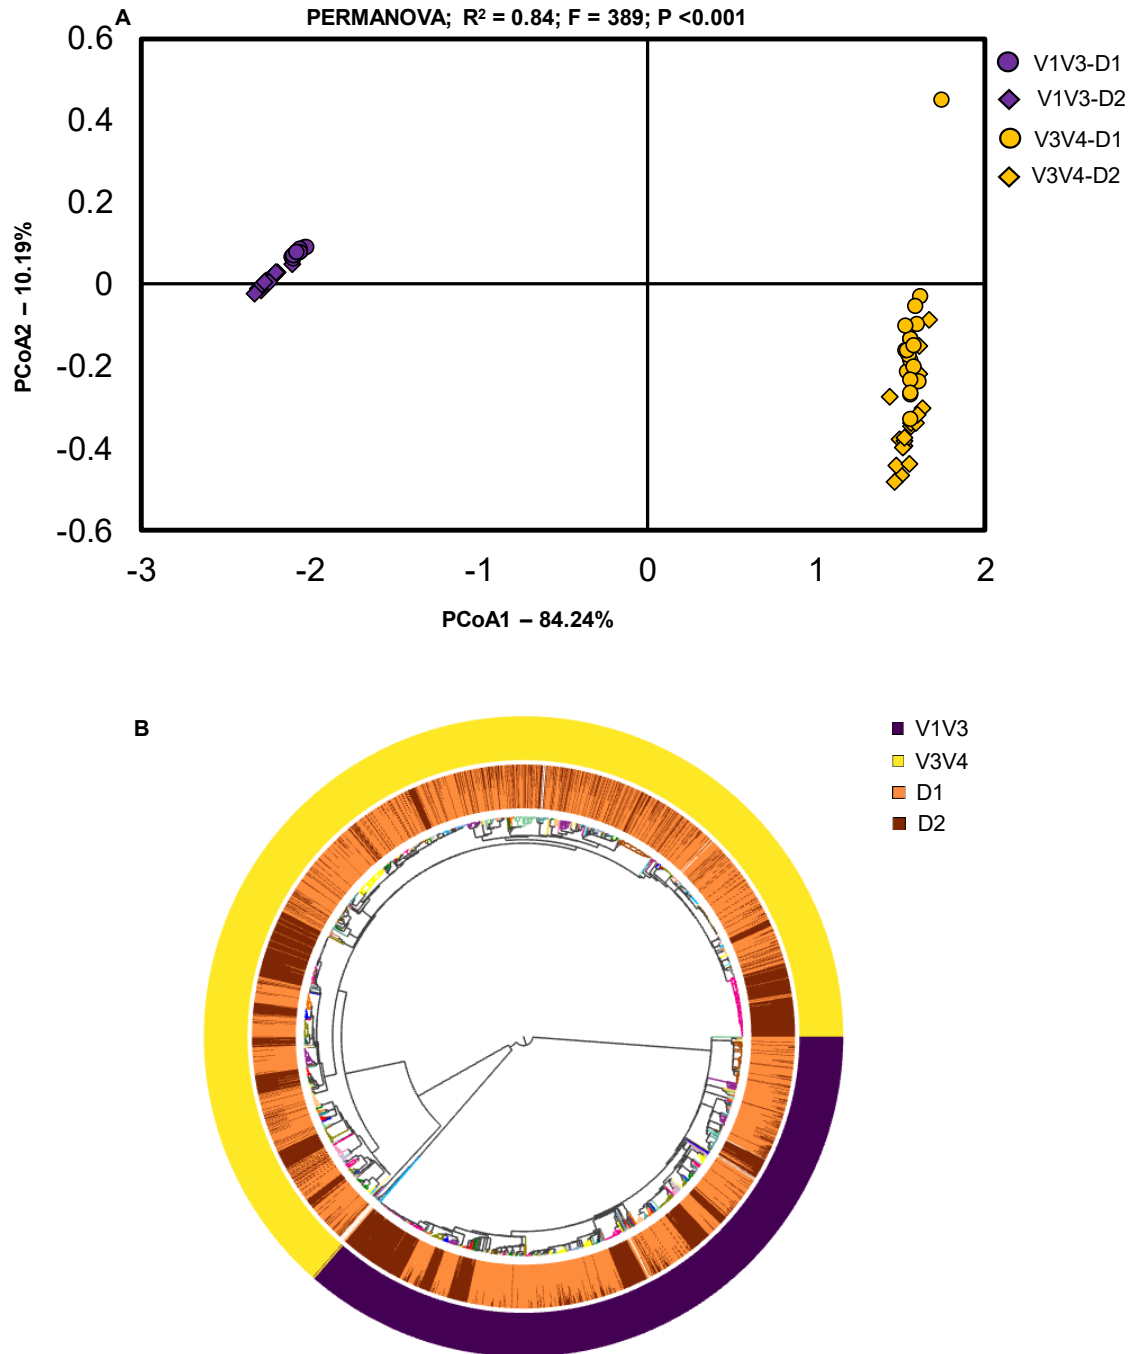 A
PERMANOVA; R² = 0.84; F = 389; P <0.001
0.6
0.4
0.2
0
-0.2
-0.4
-0.6
PCoA2 – 10.19%
-3 -2 -1 0 1 2
PCoA1 – 84.24%
V1V3-D1
V1V3-D2
V3V4-D1
V3V4-D2
B
V1V3
V3V4
D1
D2